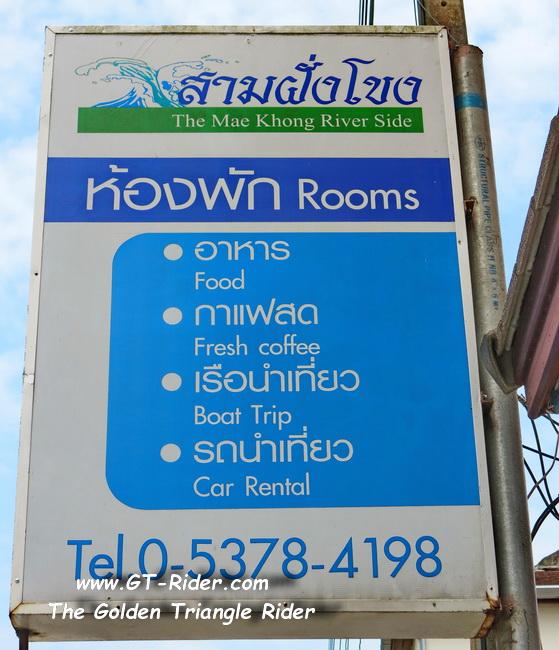 สามฝั่งโขง
The Mae Khong River Side
ห้องพัก Rooms
อาหาร
Food
กาแฟสด
Fresh coffee
เรือนำเที่ยว
Boat Trip
รถนำเที่ยว
Car Rental
Tel.0-5378-4198
www.GT-Rider.com
The Golden Triangle Rider